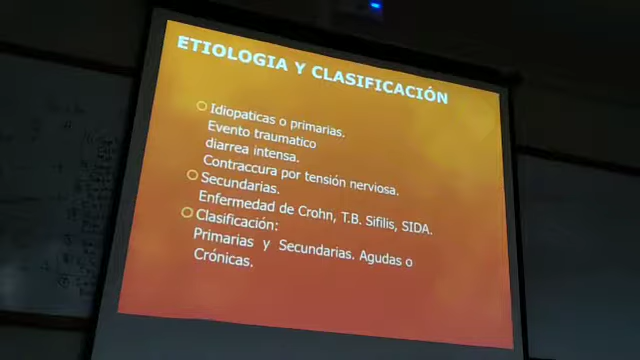 ETIOLOGIA Y CLASIFICACIÓN
Idiopaticas o primarias.
Evento traumatico
diarrea intensa.
Contraccura por tensión nerviosa.
Secundarias.
Enfermedad de Crohn, T.B. Sifilis, SIDA.
Clasificación:
Primarias y Secundarias. Agudas o
Crónicas.